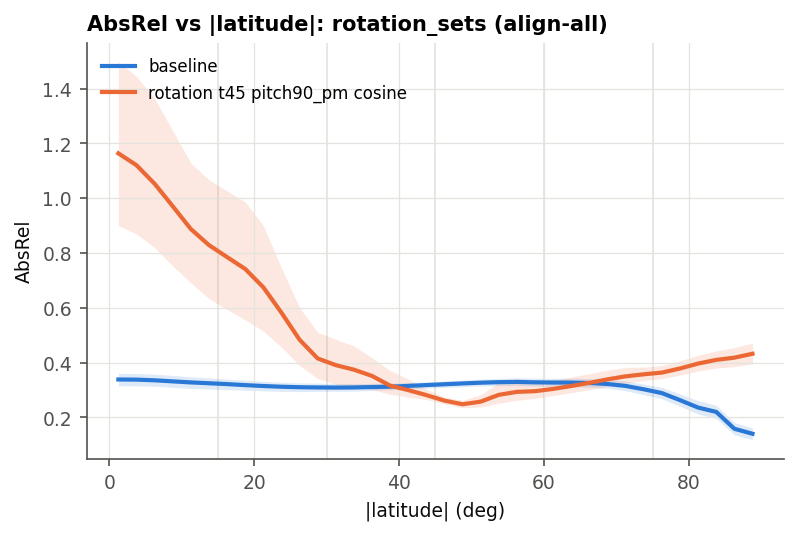 AbsRel vs |latitude|: rotation_sets (align-all)
baseline
rotation t45 pitch90_pm cosine
AbsRel
1.4
1.2
1.0
0.8
0.6
0.4
0.2
0 20 40 60 80
|latitude| (deg)